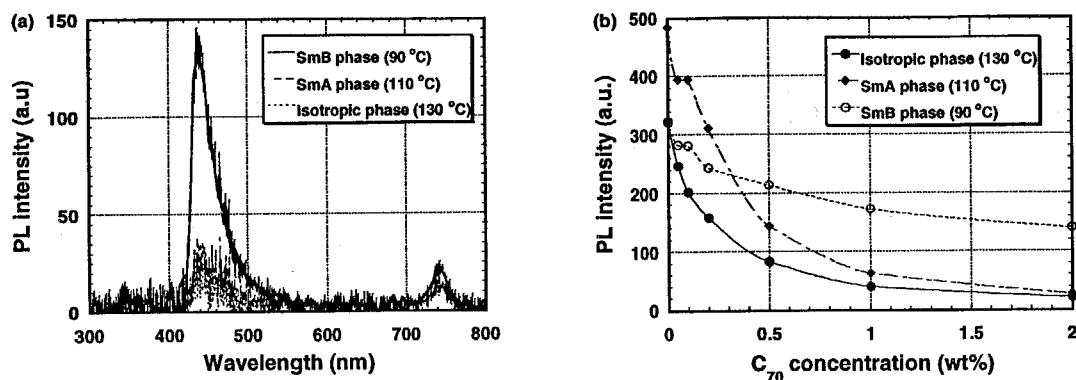 (a)
150
100
50
0
PL Intensity (a.u)
SmB phase (90 °C)
SmA phase (110 °C)
Isotropic phase (130 °C)
300 400 500 600 700 800
Wavelength (nm)
(b)
500
400
300
200
100
0
PL intensity (a.u.)
Isotropic phase (130 °C)
SmA phase (110 °C)
SmB phase (90 °C)
0 0.5 1 1.5 2
C70 concentration (wt%)